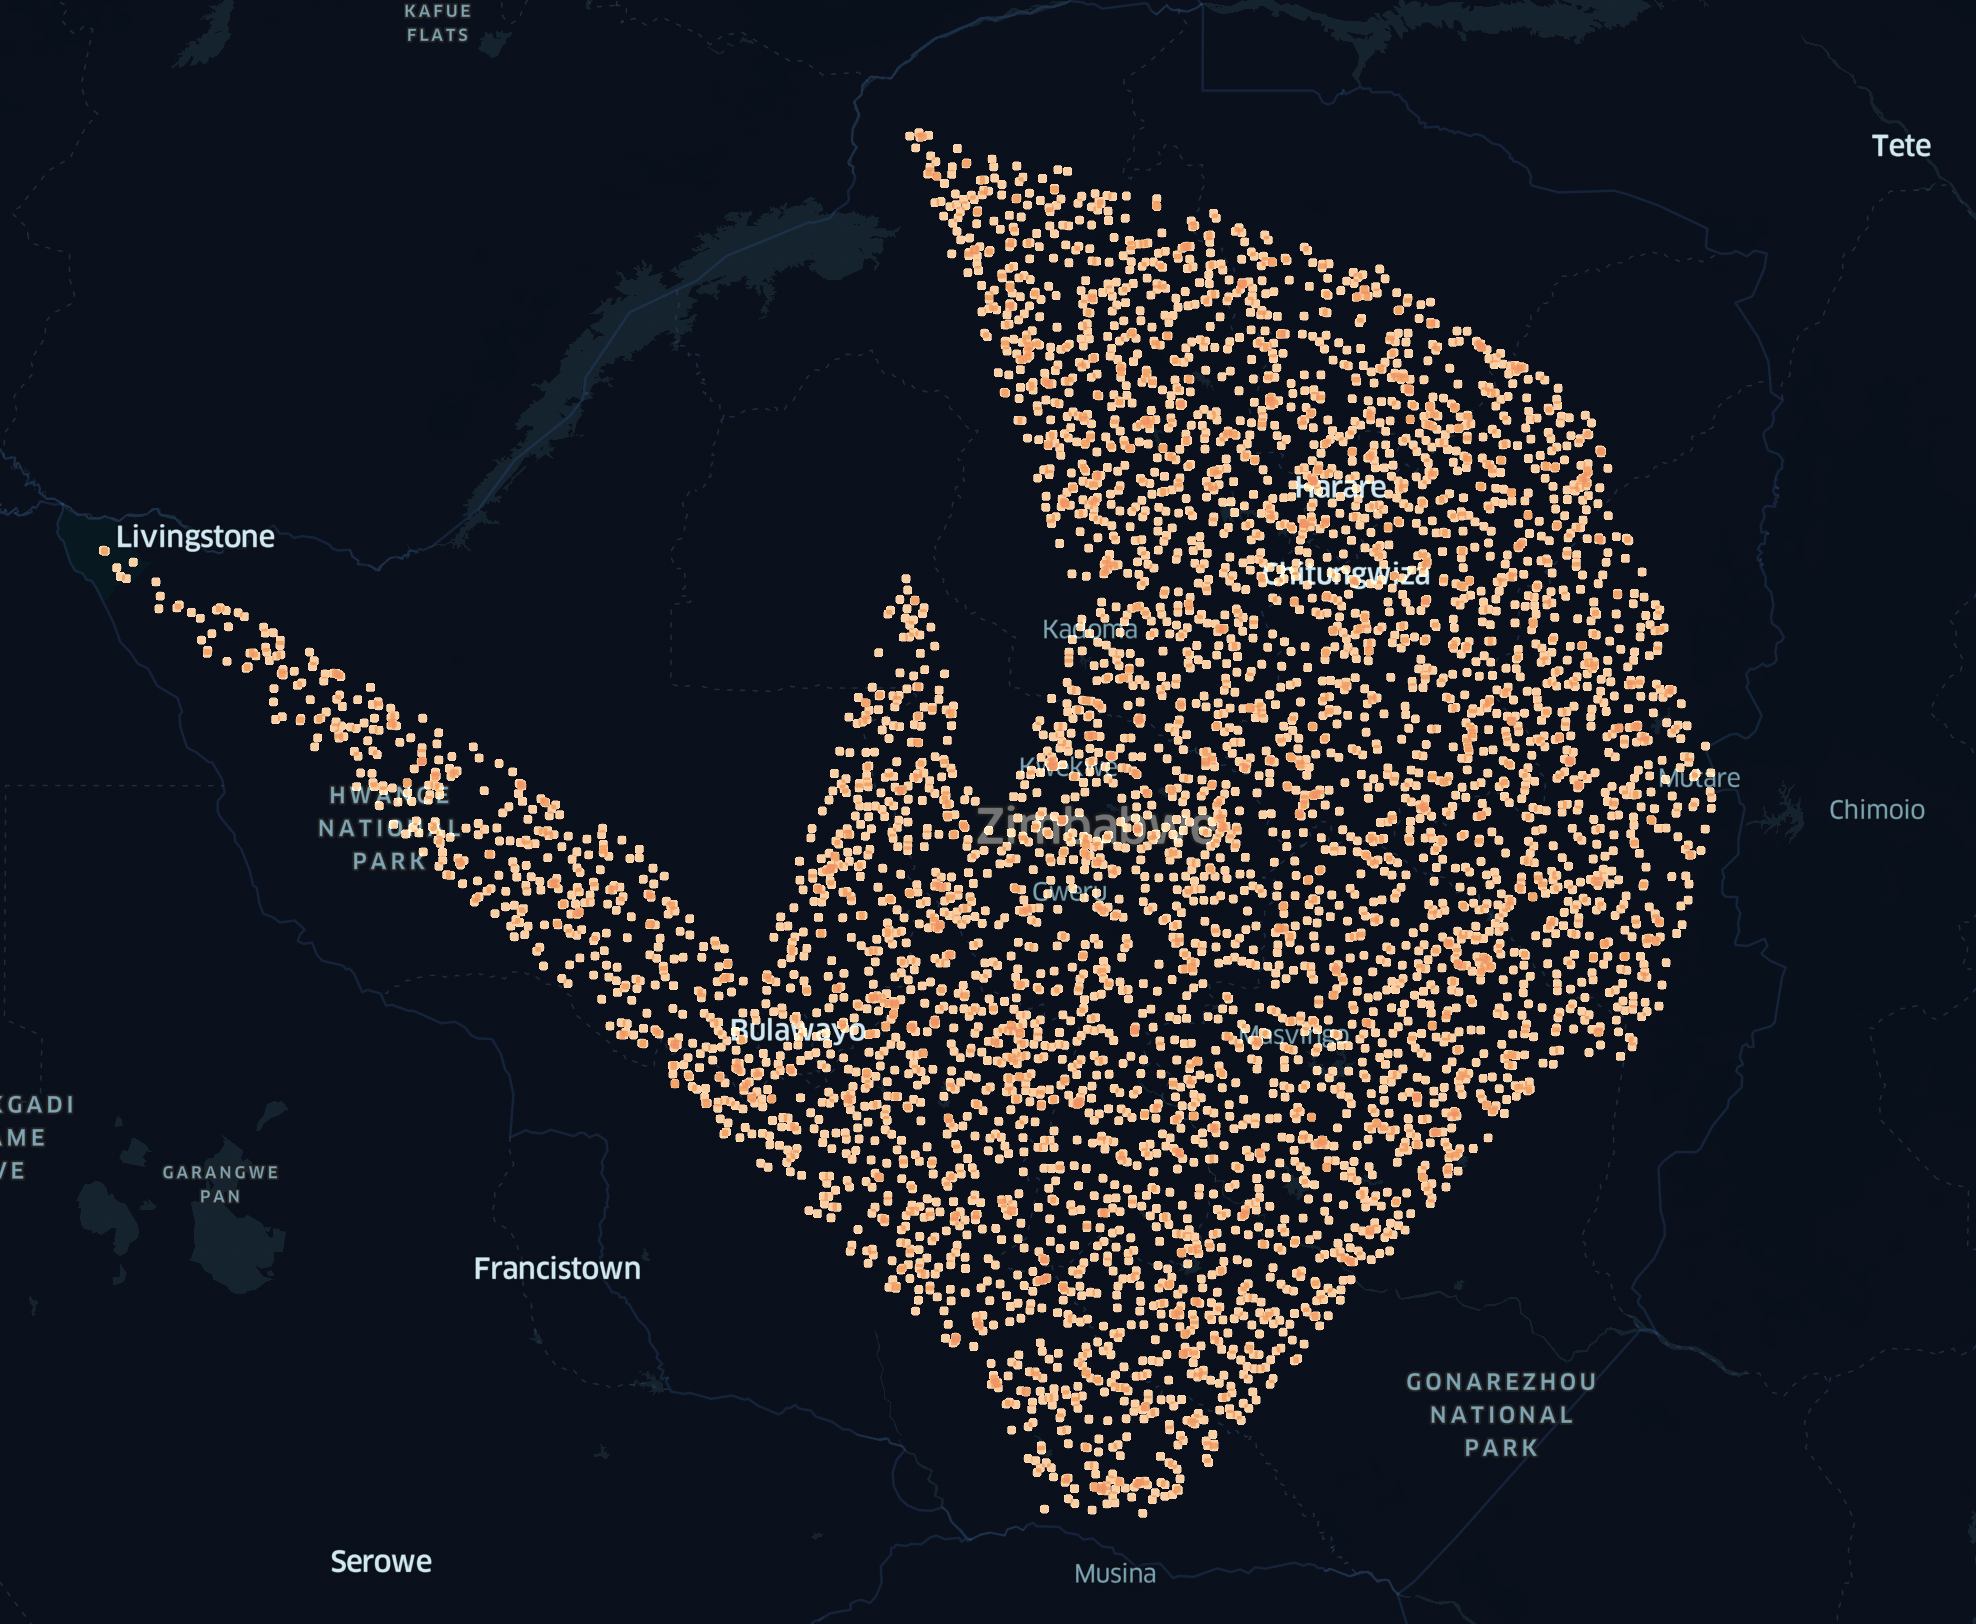 KAFUE
FLATS
Tete
Harare
Livingstone
Chitungwiza
Kadoma
Kwekwe
Mutare
HWANGE
NATIONAL
PARK
Zimbabwe
Chimoio
Gweru
Bulawayo
Masvingo
KGADI
AME
VE
GARANGWE
PAN
Francistown
GONAREZHOU
NATIONAL
PARK
Serowe
Musina